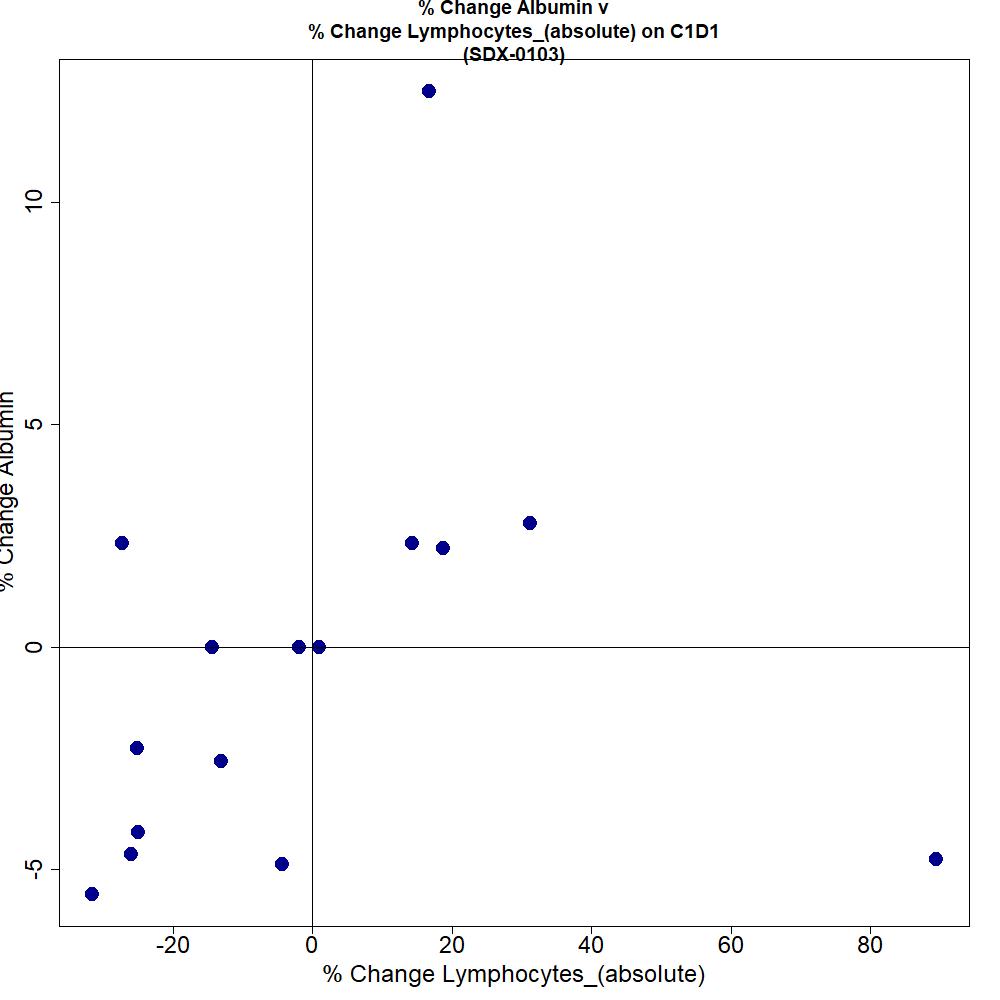 % Change Albumin v
% Change Lymphocytes_(absolute) on C1D1
(SDX-0103)
% Change Albumin
10
5
0
-5
-20
0
20
40
60
80
% Change Lymphocytes_(absolute)